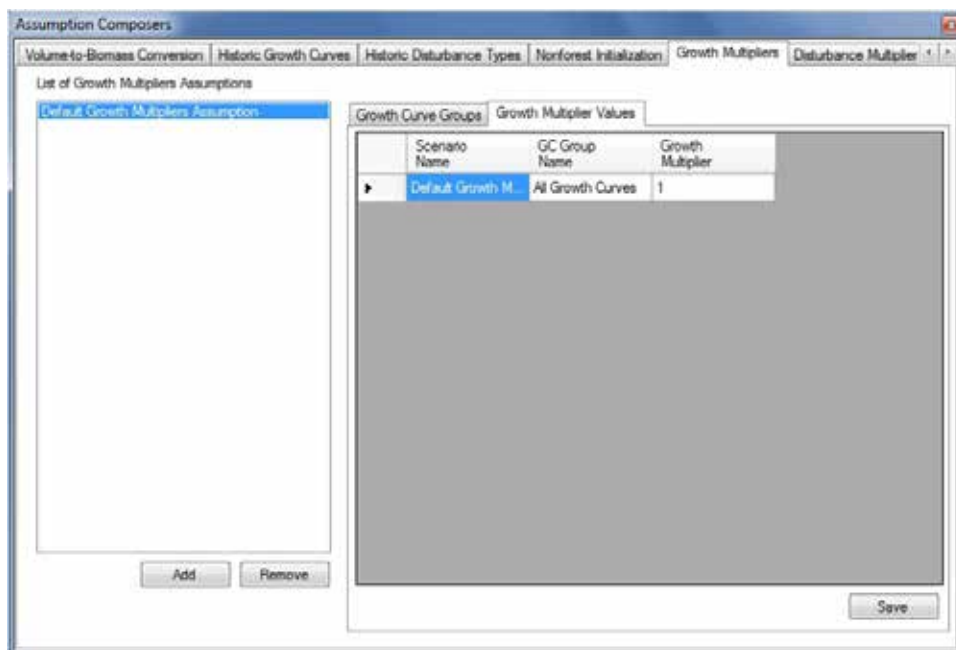 Assumption Composers
Volume-to-Biomass Conversion Historic Growth Curves Historic Disturbance Types Nonforest Initialization Growth Multipliers Disturbance Multiplier
List of Growth Multipliers Assumptions
Default Growth Multipliers Assumption
Growth Curve Groups Growth Multiplier Values
Scenario Name GC Group Name Growth Multiplier
Default Growth M... All Growth Curves 1
Add Remove
Save